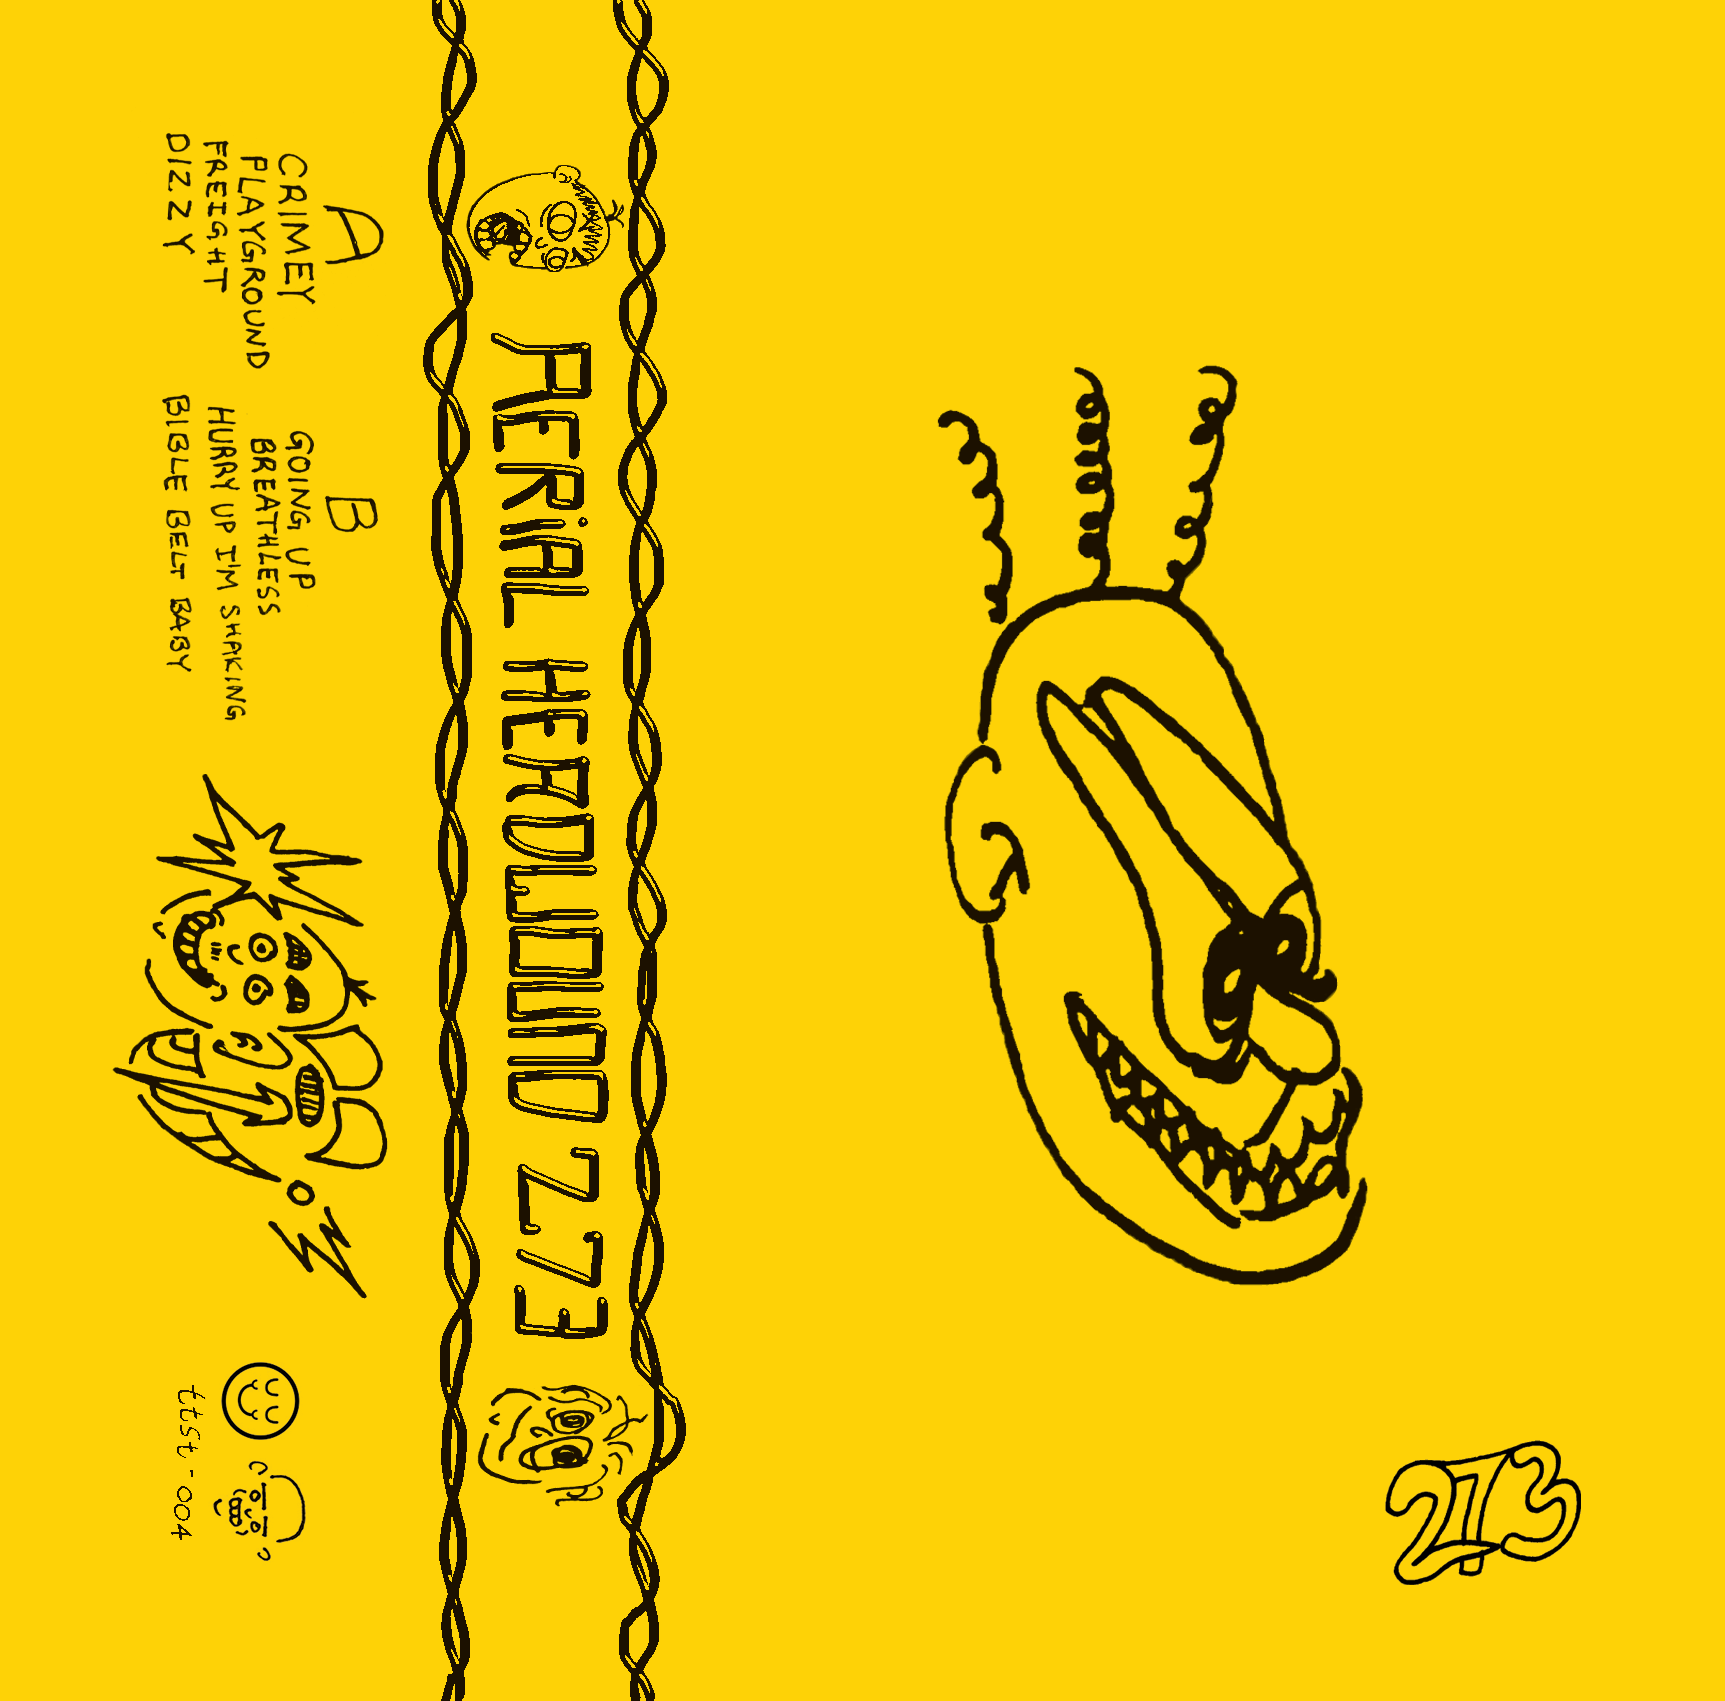 A
CRIMEY
PLAYGROUND
FREIGHT
DIZZY
B
GOING UP
BREATHLESS
HURRY UP I'M SHAKING
BIBLE BELT BABY
ttst-004
AERiAL HEADWOUND 273
273